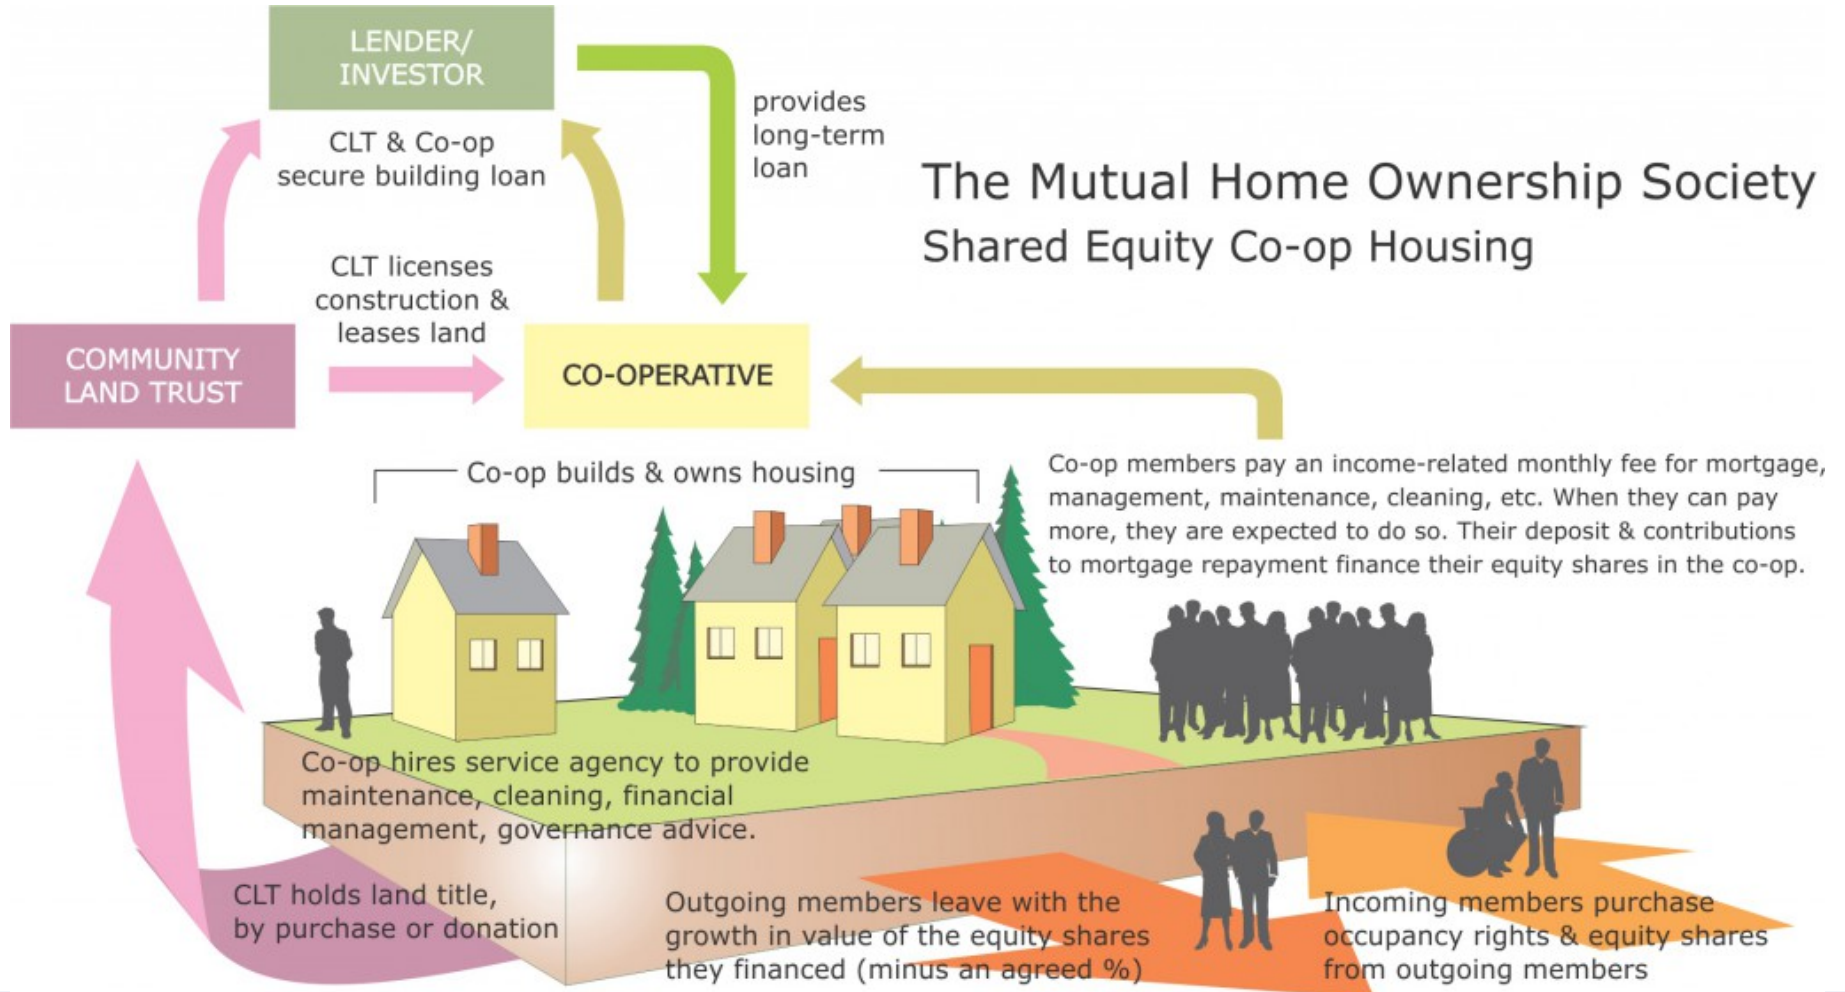 LENDER/
INVESTOR
CLT & Co-op
secure building loan
provides
long-term
loan
The Mutual Home Ownership Society
Shared Equity Co-op Housing
CLT licenses
construction &
leases land
COMMUNITY
LAND TRUST
CO-OPERATIVE
Co-op builds & owns housing
Co-op members pay an income-related monthly fee for mortgage,
management, maintenance, cleaning, etc. When they can pay
more, they are expected to do so. Their deposit & contributions
to mortgage repayment finance their equity shares in the co-op.
Co-op hires service agency to provide
maintenance, cleaning, financial
management, governance advice.
CLT holds land title,
by purchase or donation
Outgoing members leave with the
growth in value of the equity shares
they financed (minus an agreed %)
Incoming members purchase
occupancy rights & equity shares
from outgoing members